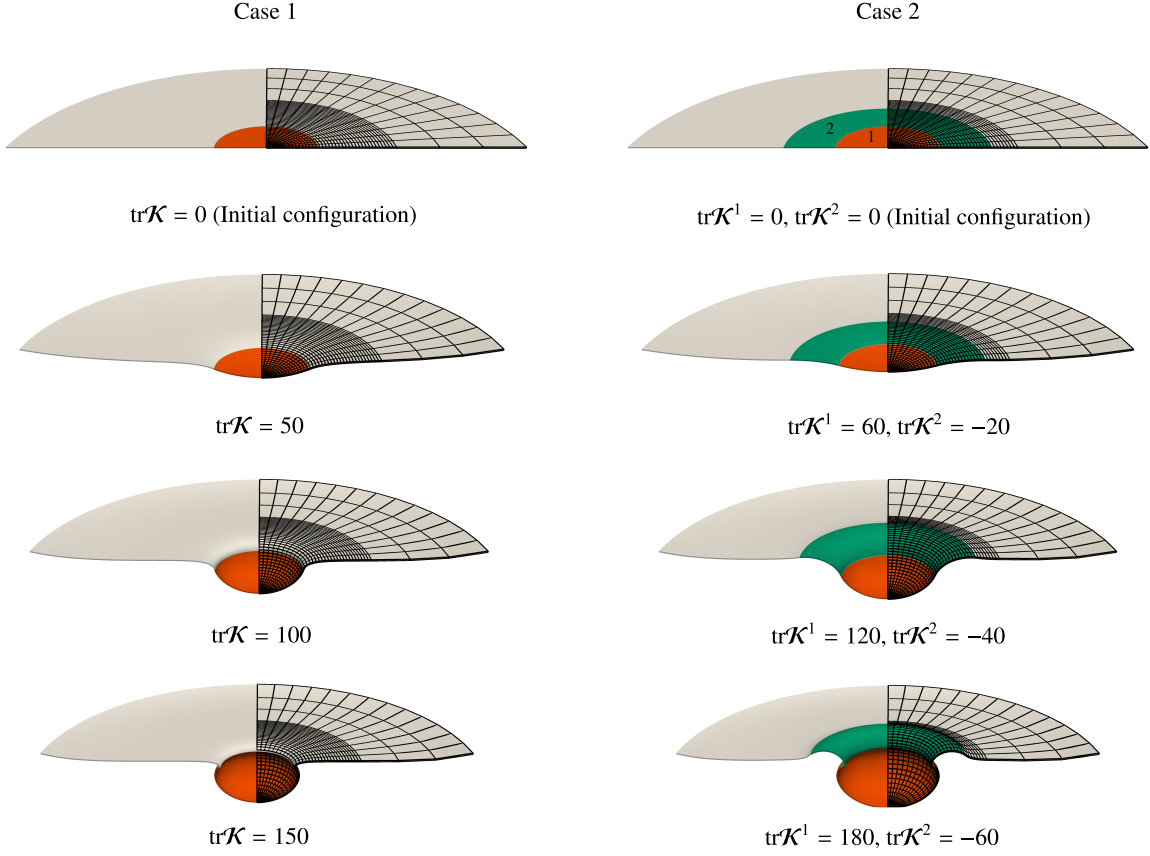 Case 1
Case 2
2
1
tr𝓚 = 0 (Initial configuration)
tr𝓚¹ = 0, tr𝓚² = 0 (Initial configuration)
tr𝓚 = 50
tr𝓚¹ = 60, tr𝓚² = −20
tr𝓚 = 100
tr𝓚¹ = 120, tr𝓚² = −40
tr𝓚 = 150
tr𝓚¹ = 180, tr𝓚² = −60